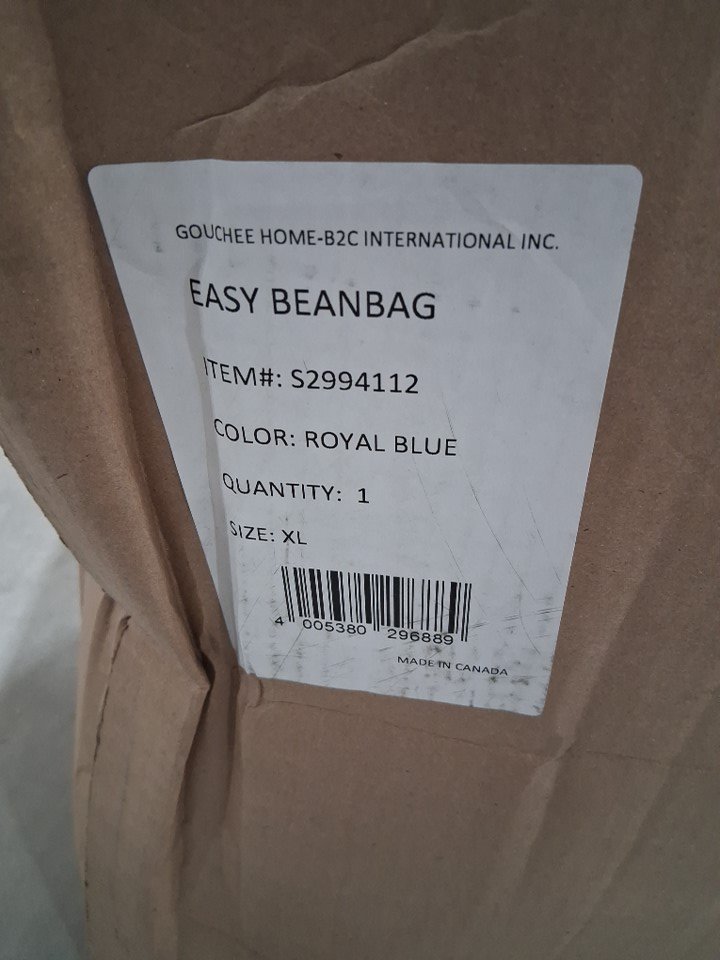 GOUCHEE HOME-B2C INTERNATIONAL INC.
EASY BEANBAG
ITEM#: S2994112
COLOR: ROYAL BLUE
QUANTITY: 1
SIZE: XL
4 005380 296889
MADE IN CANADA